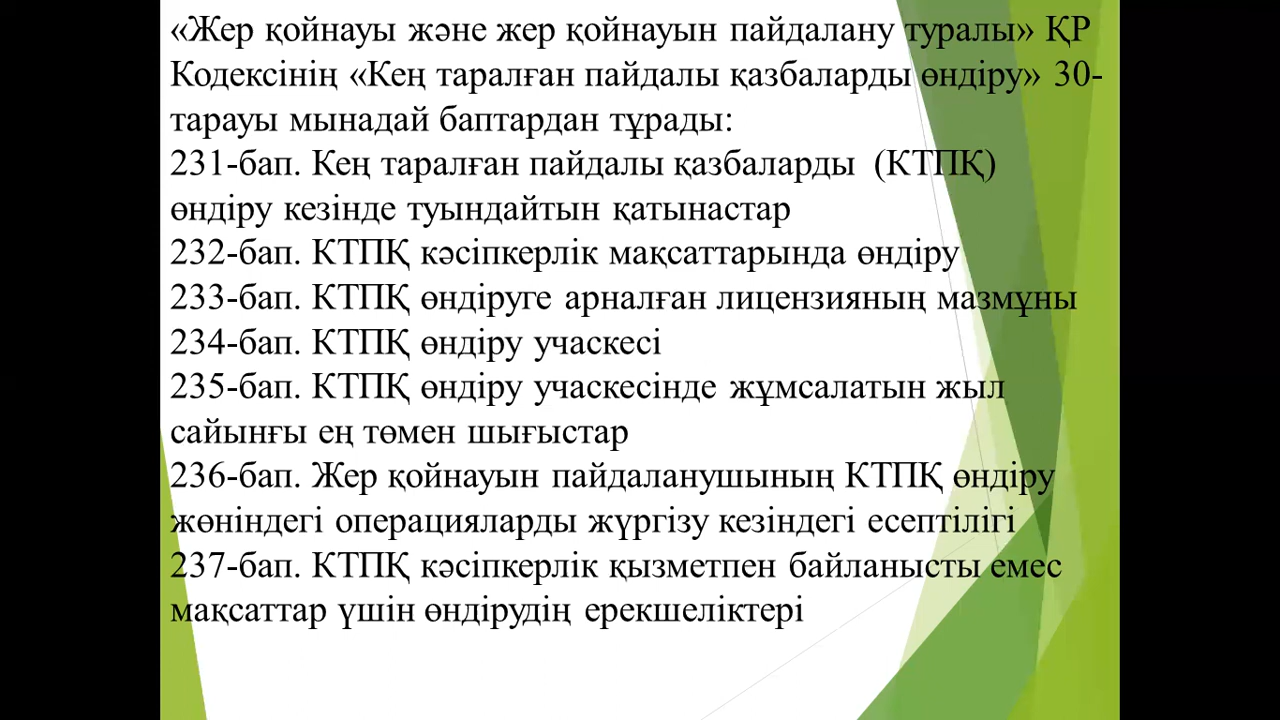 «Жер қойнауы және жер қойнауын пайдалану туралы» ҚР
Кодексінің «Кең таралған пайдалы қазбаларды өндіру» 30-
тарауы мынадай баптардан тұрады:
231-бап. Кең таралған пайдалы қазбаларды (КТПҚ)
өндіру кезінде туындайтын қатынастар
232-бап. КТПҚ кәсіпкерлік мақсаттарында өндіру
233-бап. КТПҚ өндіруге арналған лицензияның мазмұны
234-бап. КТПҚ өндіру учаскесі
235-бап. КТПҚ өндіру учаскесінде жұмсалатын жыл
сайынғы ең төмен шығыстар
236-бап. Жер қойнауын пайдаланушының КТПҚ өндіру
жөніндегі операцияларды жүргізу кезіндегі есептілігі
237-бап. КТПҚ кәсіпкерлік қызметпен байланысты емес
мақсаттар үшін өндірудің ерекшеліктері